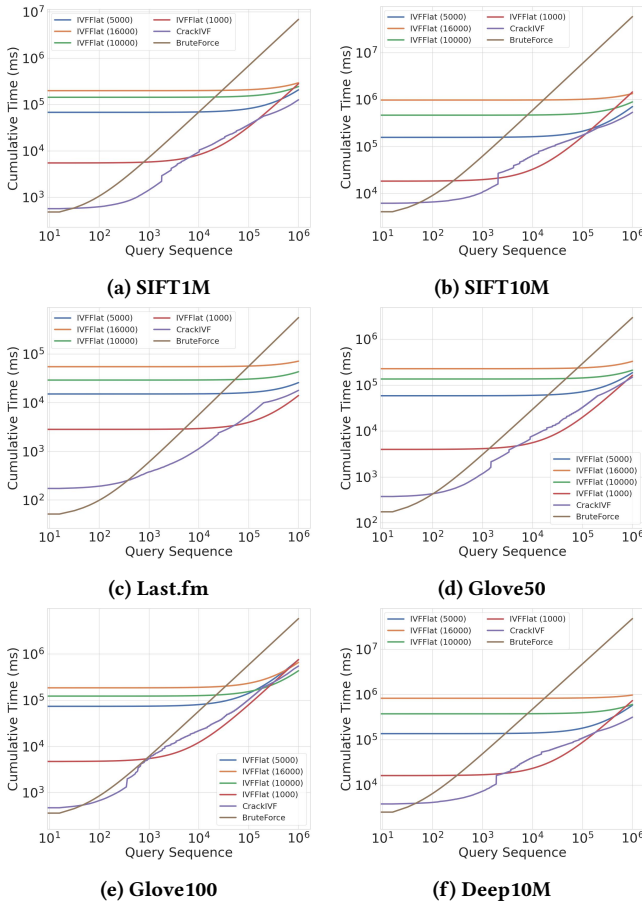 IVFFlat (5000) IVFFlat (1000)
IVFFlat (16000) CrackIVF
IVFFlat (10000) BruteForce
Cumulative Time (ms)
10^7
10^6
10^5
10^4
10^3
10^1 10^2 10^3 10^4 10^5 10^6
Query Sequence
(a) SIFT1M
IVFFlat (5000) IVFFlat (1000)
IVFFlat (16000) CrackIVF
IVFFlat (10000) BruteForce
Cumulative Time (ms)
10^7
10^6
10^5
10^4
10^1 10^2 10^3 10^4 10^5 10^6
Query Sequence
(b) SIFT10M
IVFFlat (5000) IVFFlat (1000)
IVFFlat (16000) CrackIVF
IVFFlat (10000) BruteForce
Cumulative Time (ms)
10^5
10^4
10^3
10^2
10^1 10^2 10^3 10^4 10^5 10^6
Query Sequence
(c) Last.fm
Cumulative Time (ms)
10^6
10^5
10^4
10^3
10^2
IVFFlat (5000)
IVFFlat (16000)
IVFFlat (10000)
IVFFlat (1000)
CrackIVF
BruteForce
10^1 10^2 10^3 10^4 10^5 10^6
Query Sequence
(d) Glove50
Cumulative Time (ms)
10^6
10^5
10^4
10^3
IVFFlat (5000)
IVFFlat (16000)
IVFFlat (10000)
IVFFlat (1000)
CrackIVF
BruteForce
10^1 10^2 10^3 10^4 10^5 10^6
Query Sequence
(e) Glove100
IVFFlat (5000) IVFFlat (1000)
IVFFlat (16000) CrackIVF
IVFFlat (10000) BruteForce
Cumulative Time (ms)
10^7
10^6
10^5
10^4
10^1 10^2 10^3 10^4 10^5 10^6
Query Sequence
(f) Deep10M